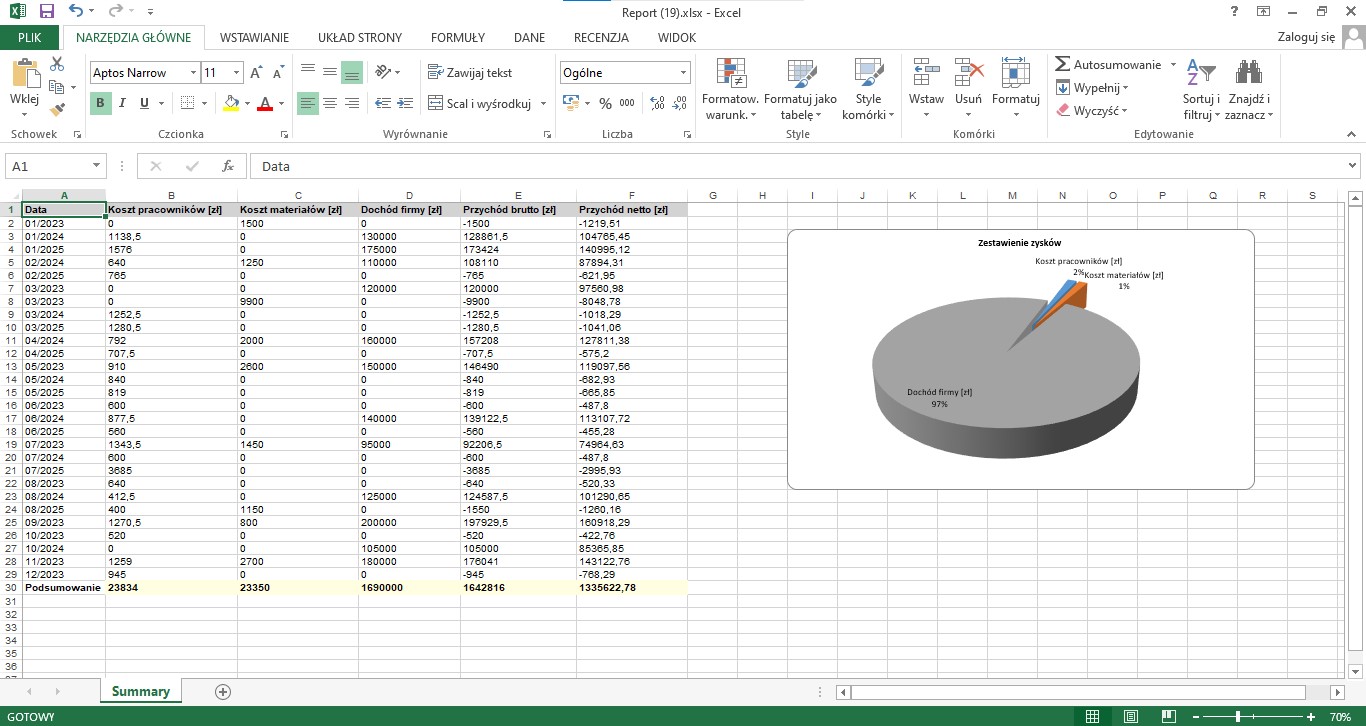 Report (19).xlsx - Excel
?
PLIK NARZĘDZIA GŁÓWNE WSTAWIANIE UKŁAD STRONY FORMUŁY DANE RECENZJA WIDOK Zaloguj się
Wklej
Schowek
Aptos Narrow 11
B I U A
Czcionka
Zawijaj tekst
Scal i wyśrodkuj
Wyrównanie
Ogólne
% 000
Liczba
Formatow. warunk.
Formatuj jako tabelę
Style komórki
Style
Wstaw Usuń Formatuj
Komórki
Autosumowanie
Wypełnij
Wyczyść
Sortuj i filtruj
Znajdź i zaznacz
Edytowanie
A1 fx Data
A B C D E F G H I J K L M N O P Q R S
1 Data Koszt pracowników [zł] Koszt materiałów [zł] Dochód firmy [zł] Przychód brutto [zł] Przychód netto [zł]
2 01/2023 0 1500 0 -1500 -1219,51
3 01/2024 1138,5 0 130000 128861,5 104765,45
4 01/2025 1576 0 175000 173424 140995,12
5 02/2024 640 1250 110000 108110 87894,31
6 02/2025 765 0 0 -765 -621,95
7 03/2023 0 0 120000 120000 97560,98
8 03/2023 0 9900 0 -9900 -8048,78
9 03/2024 1252,5 0 0 -1252,5 -1018,29
10 03/2025 1280,5 0 0 -1280,5 -1041,06
11 04/2024 792 2000 160000 157208 127811,38
12 04/2025 707,5 0 0 -707,5 -575,2
13 05/2023 910 2600 150000 146490 119097,56
14 05/2024 840 0 0 -840 -682,93
15 05/2025 819 0 0 -819 -665,85
16 06/2023 600 0 0 -600 -487,8
17 06/2024 877,5 0 140000 139122,5 113107,72
18 06/2025 560 0 0 -560 -455,28
19 07/2023 1343,5 1450 95000 92206,5 74964,63
20 07/2024 600 0 0 -600 -487,8
21 07/2025 3685 0 0 -3685 -2995,93
22 08/2023 640 0 0 -640 -520,33
23 08/2024 412,5 0 125000 124587,5 101290,65
24 08/2025 400 1150 0 -1550 -1260,16
25 09/2023 1270,5 800 200000 197929,5 160918,29
26 10/2023 520 0 0 -520 -422,76
27 10/2024 0 0 105000 105000 85365,85
28 11/2023 1259 2700 180000 176041 143122,76
29 12/2023 945 0 0 -945 -768,29
30 Podsumowanie 23834 23350 1690000 1642816 1335622,78
31
32
33
34
35
36
Zestawienie zysków
Koszt pracowników [zł]
2%
Koszt materiałów [zł]
1%
Dochód firmy [zł]
97%
Summary
GOTOWY 70%